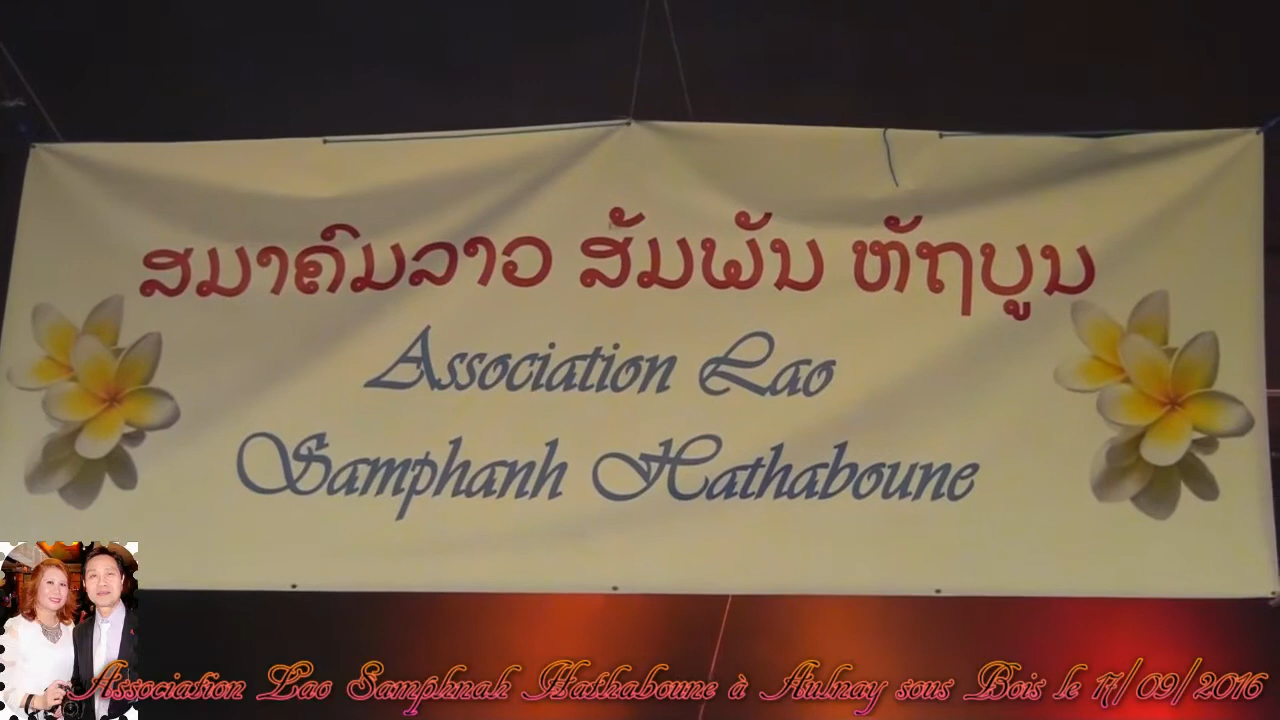 ສມາຄົມລາວ ສັ້ມພັນ ຫັຖບູນ
Association Lao
Samphanh Hathaboune
Association Lao Samphnah Hathaboune à Aulnay sous Bois le 17/09/2016